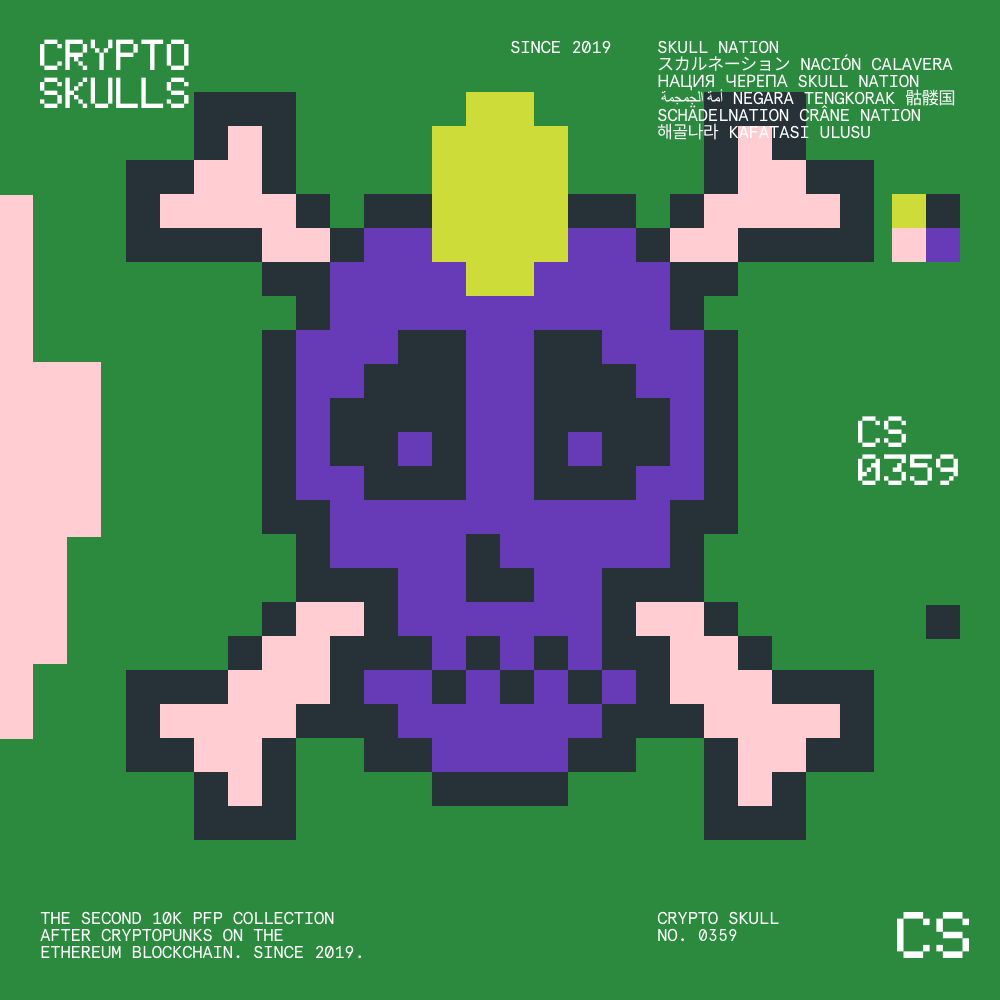 CRYPTO
SKULLS
SINCE 2019
SKULL NATION
スカルネーション NACIÓN CALAVERA
НАЦИЯ ЧЕРЕПА SKULL NATION
أمة الجمجمة NEGARA TENGKORAK 骷髅国
SCHÄDELNATION CRÂNE NATION
해골나라 KAFATASI ULUSU
CS
0359
THE SECOND 10K PFP COLLECTION
AFTER CRYPTOPUNKS ON THE
ETHEREUM BLOCKCHAIN. SINCE 2019.
CRYPTO SKULL
NO. 0359
CS